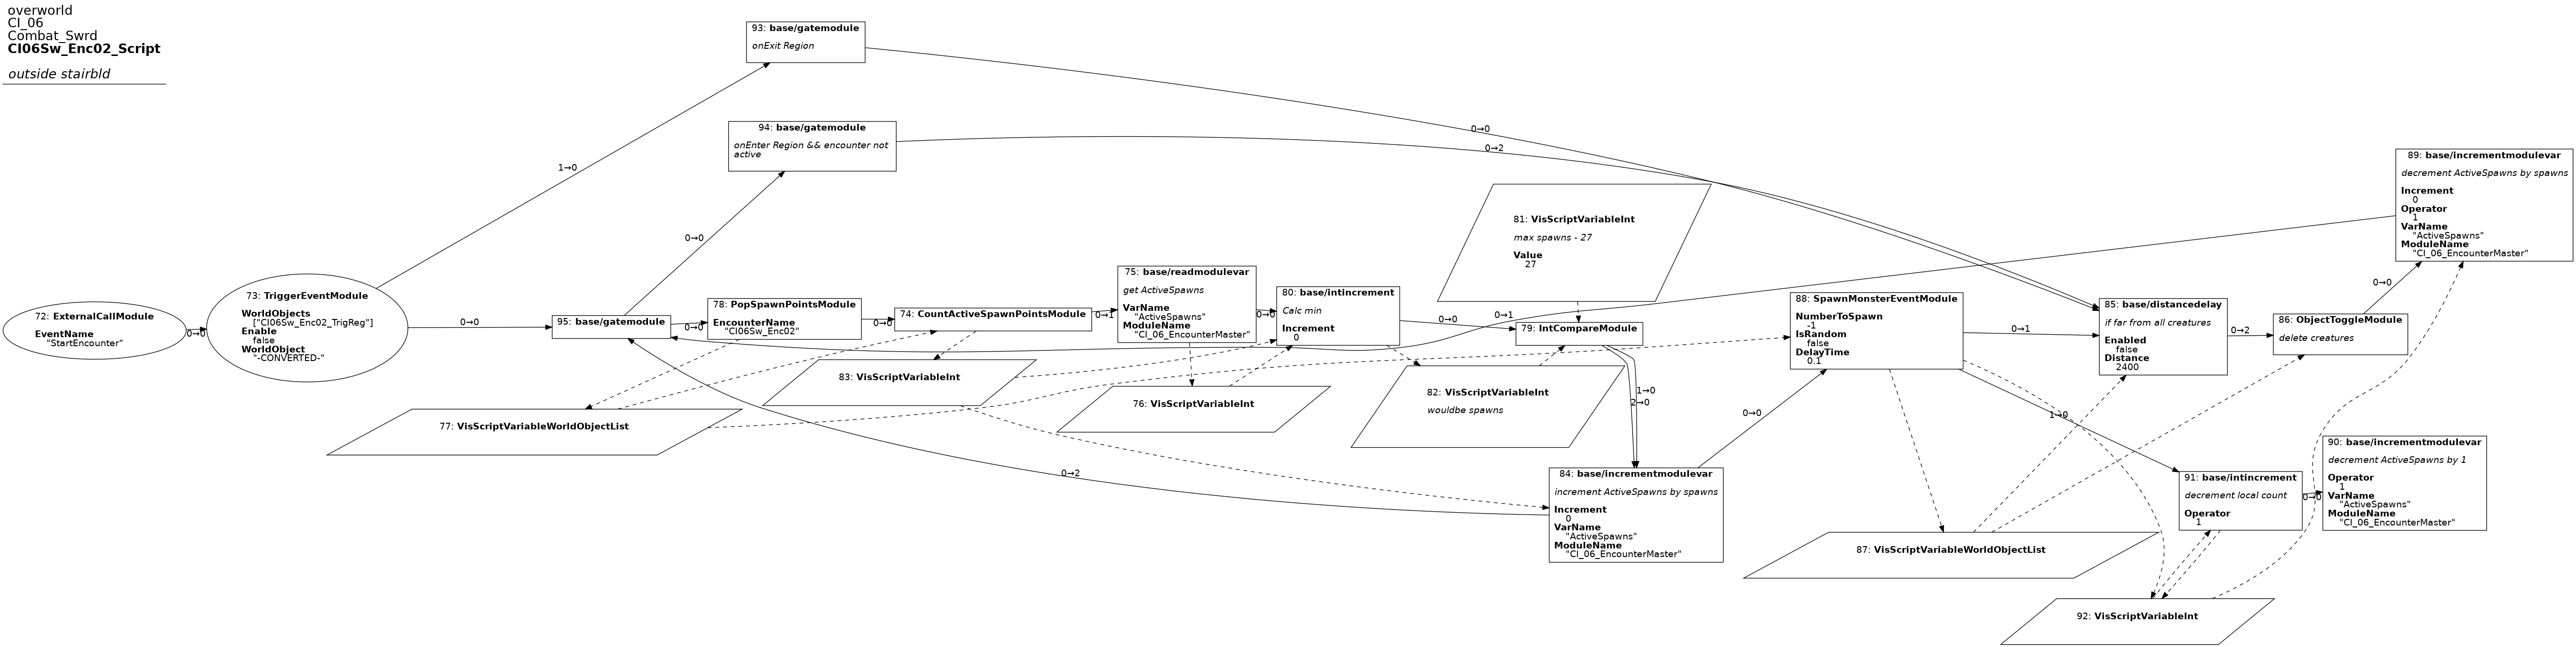 overworld
CI_06
Combat_Swrd
CI06Sw_Enc02_Script
outside stairbld
72: ExternalCallModule
EventName
"StartEncounter"
0→0
73: TriggerEventModule
WorldObjects
["CI06Sw_Enc02_TrigReg"]
Enable
false
WorldObject
"-CONVERTED-"
1→0
0→0
93: base/gatemodule
onExit Region
0→0
94: base/gatemodule
onEnter Region && encounter not
active
0→2
95: base/gatemodule
0→0
0→0
78: PopSpawnPointsModule
EncounterName
"CI06Sw_Enc02"
0→0
74: CountActiveSpawnPointsModule
0→1
75: base/readmodulevar
get ActiveSpawns
VarName
"ActiveSpawns"
ModuleName
"CI_06_EncounterMaster"
0→0
80: base/intincrement
Calc min
Increment
0
0→0
79: IntCompareModule
1→0
2→0
81: VisScriptVariableInt
max spawns - 27
Value
27
83: VisScriptVariableInt
76: VisScriptVariableInt
77: VisScriptVariableWorldObjectList
82: VisScriptVariableInt
wouldbe spawns
84: base/incrementmodulevar
increment ActiveSpawns by spawns
Increment
0
VarName
"ActiveSpawns"
ModuleName
"CI_06_EncounterMaster"
0→2
0→0
88: SpawnMonsterEventModule
NumberToSpawn
-1
IsRandom
false
DelayTime
0.1
0→1
1→0
85: base/distancedelay
if far from all creatures
Enabled
false
Distance
2400
0→2
86: ObjectToggleModule
delete creatures
0→0
89: base/incrementmodulevar
decrement ActiveSpawns by spawns
Increment
0
Operator
1
VarName
"ActiveSpawns"
ModuleName
"CI_06_EncounterMaster"
0→1
87: VisScriptVariableWorldObjectList
91: base/intincrement
decrement local count
Operator
1
0→0
90: base/incrementmodulevar
decrement ActiveSpawns by 1
Operator
1
VarName
"ActiveSpawns"
ModuleName
"CI_06_EncounterMaster"
92: VisScriptVariableInt